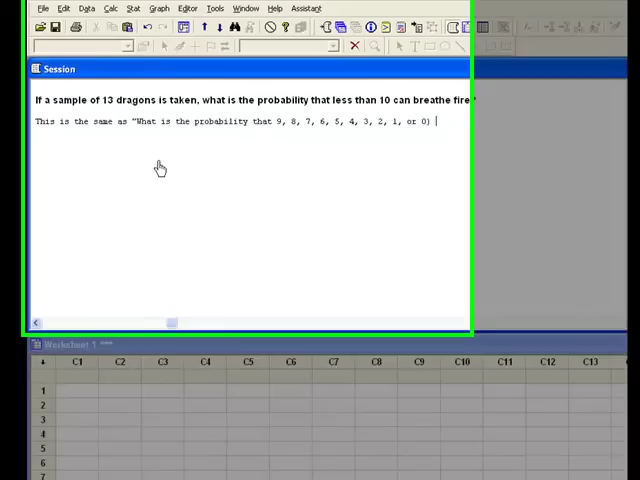 File Edit Data Calc Stat Graph Editor Tools Window Help Assistant
Session
If a sample of 13 dragons is taken, what is the probability that less than 10 can breathe fire
This is the same as "What is the probability that 9, 8, 7, 6, 5, 4, 3, 2, 1, or 0)
Worksheet 1 ***
C1 C2 C3 C4 C5 C6 C7 C8 C9 C10 C11 C12 C13
1
2
3
4
5
6
7